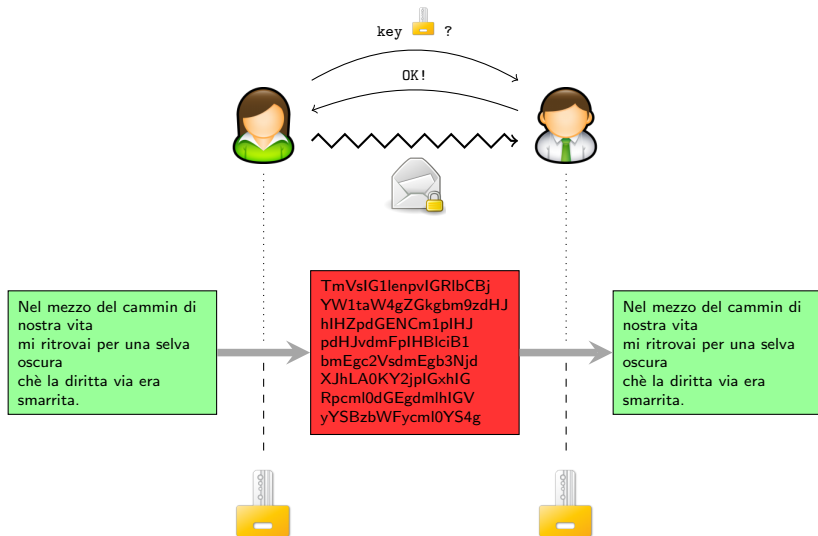 key ?
OK!
Nel mezzo del cammin di
nostra vita
mi ritrovai per una selva
oscura
chè la diritta via era
smarrita.
TmVsIG1lenpvIGRlbCBj
YW1taW4gZGkgbm9zdHJ
hIHZpdGENCm1pIHJ
pdHJvdmFpIHBlciB1
bmEgc2VsdmEgb3Njd
XJhLA0KY2jpIGxhIG
Rpcml0dGEgdmlhIGV
yYSBzbWFycml0YS4g
Nel mezzo del cammin di
nostra vita
mi ritrovai per una selva
oscura
chè la diritta via era
smarrita.